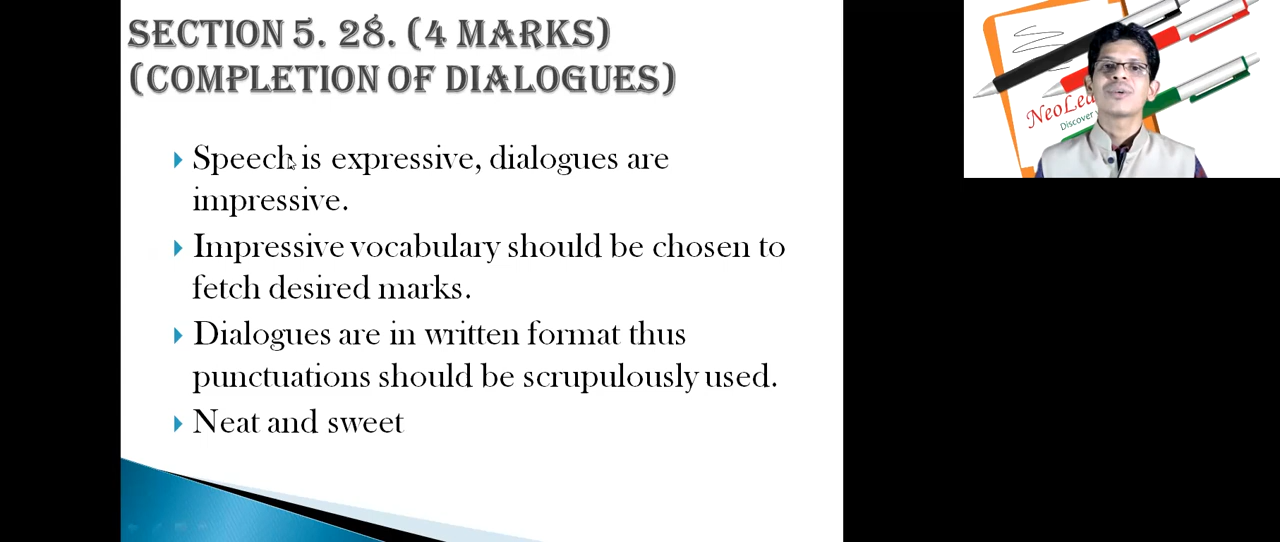 SECTION 5. 28. (4 MARKS)
(COMPLETION OF DIALOGUES)
Speech is expressive, dialogues are
impressive.
Impressive vocabulary should be chosen to
fetch desired marks.
Dialogues are in written format thus
punctuations should be scrupulously used.
Neat and sweet
Discover